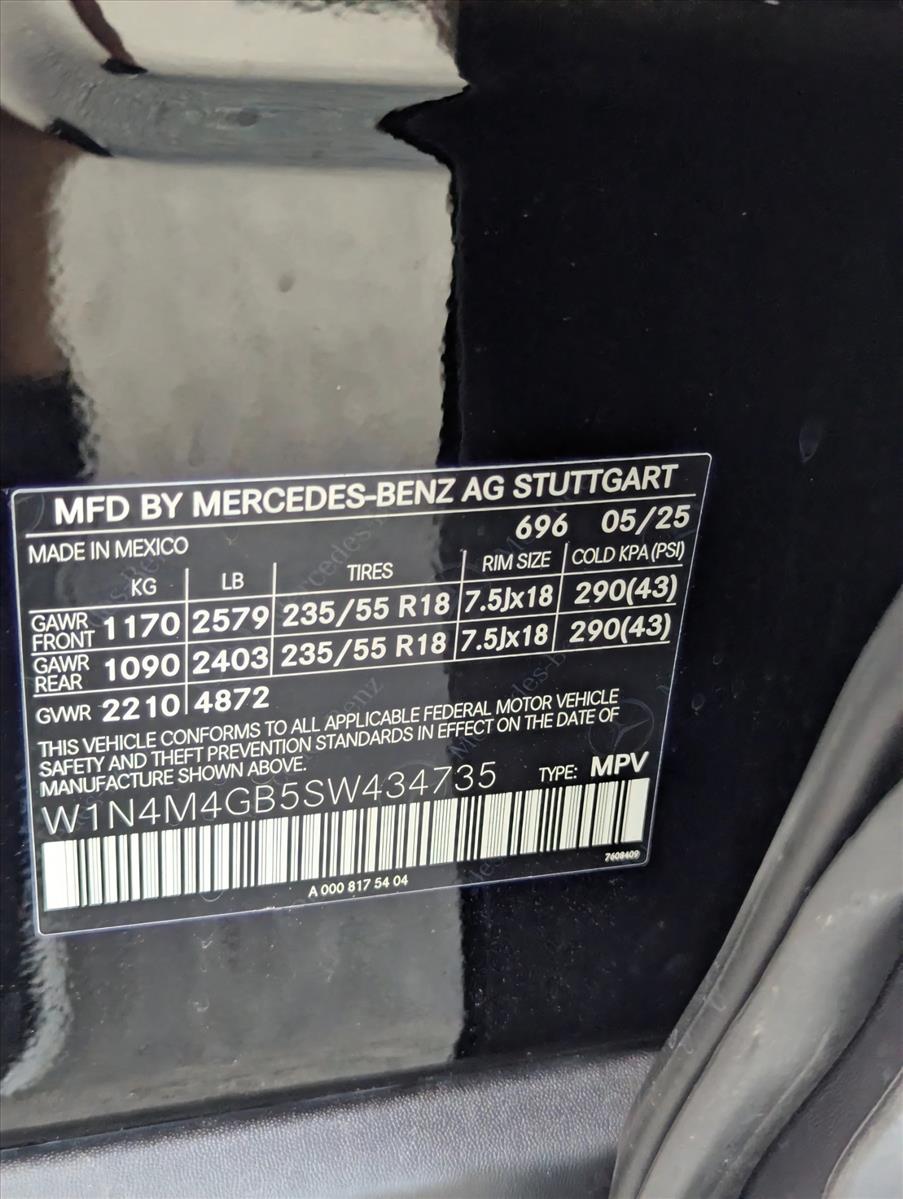 MFD BY MERCEDES-BENZ AG STUTTGART
696 05/25
MADE IN MEXICO
KG LB TIRES RIM SIZE COLD KPA (PSI)
GAWR FRONT 1170 2579 235/55 R18 7.5Jx18 290(43)
GAWR REAR 1090 2403 235/55 R18 7.5Jx18 290(43)
GVWR 2210 4872
THIS VEHICLE CONFORMS TO ALL APPLICABLE FEDERAL MOTOR VEHICLE
SAFETY AND THEFT PREVENTION STANDARDS IN EFFECT ON THE DATE OF
MANUFACTURE SHOWN ABOVE.
W1N4M4GB5SW434735 TYPE: MPV
A 000 817 54 04
7608409